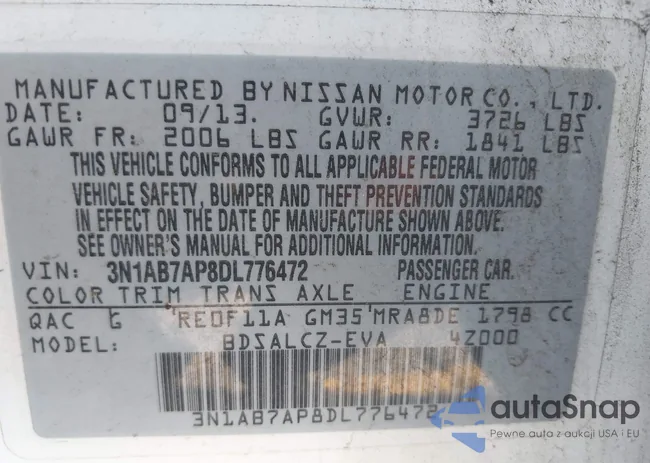 MANUFACTURED BY NISSAN MOTOR CO., LTD.
DATE: 09/13. GVWR: 3726 LBS
GAWR FR: 2006 LBS GAWR RR: 1841 LBS
THIS VEHICLE CONFORMS TO ALL APPLICABLE FEDERAL MOTOR
VEHICLE SAFETY, BUMPER AND THEFT PREVENTION STANDARDS
IN EFFECT ON THE DATE OF MANUFACTURE SHOWN ABOVE.
SEE OWNER'S MANUAL FOR ADDITIONAL INFORMATION.
VIN: 3N1AB7AP8DL776472 PASSENGER CAR.
COLOR TRIM TRANS AXLE ENGINE
QAC G RE0F11A GM35 MRA8DE 1798 CC
MODEL: BDSALCZ-EVA 4Z000
3N1AB7AP8DL776472
autoSnap
Pewne auta z aukcji USA i EU